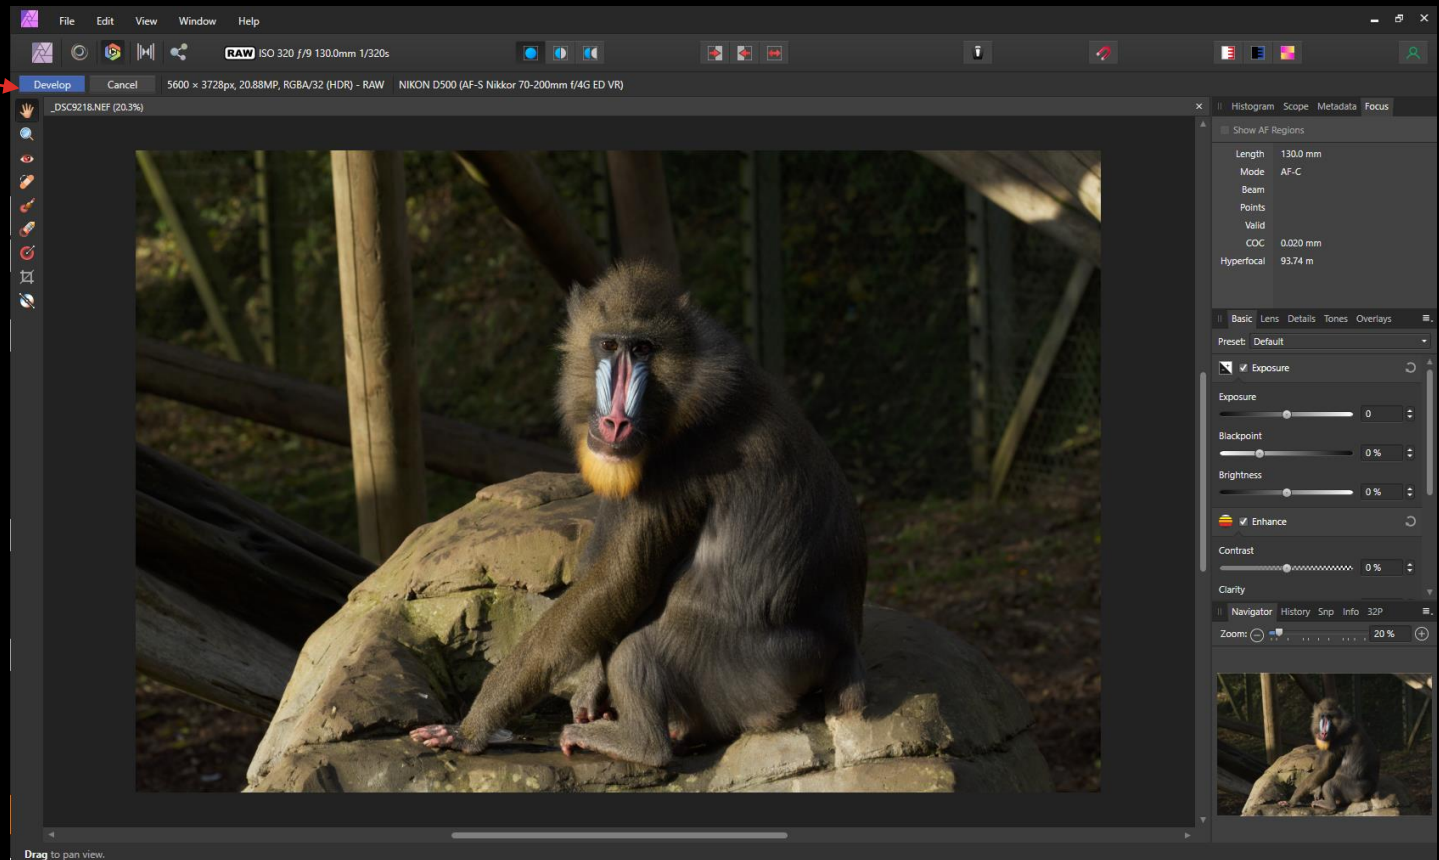 File Edit View Window Help
RAW ISO 320 ƒ/9 130.0mm 1/320s
Develop Cancel 5600 × 3728px, 20.88MP, RGBA/32 (HDR) - RAW NIKON D500 (AF-S Nikkor 70-200mm f/4G ED VR)
_DSC9218.NEF (20.3%)
Histogram Scope Metadata Focus
Show AF Regions
Length 130.0 mm
Mode AF-C
Beam
Points
Valid
COC 0.020 mm
Hyperfocal 93.74 m
Basic Lens Details Tones Overlays
Preset: Default
Exposure
Exposure
0
Blackpoint
0 %
Brightness
0 %
Enhance
Contrast
0 %
Clarity
Navigator History Snp Info 32P
Zoom: 20 %
Drag to pan view.